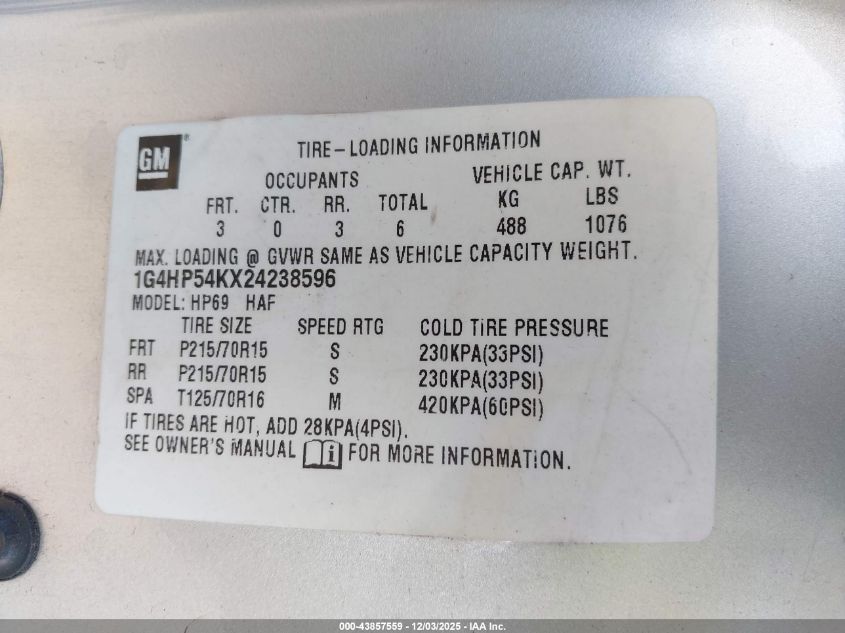 GM®
TIRE-LOADING INFORMATION
OCCUPANTS VEHICLE CAP. WT.
FRT. CTR. RR. TOTAL KG LBS
3 0 3 6 488 1076
MAX. LOADING @ GVWR SAME AS VEHICLE CAPACITY WEIGHT.
1G4HP54KX24238596
MODEL: HP69 HAF
TIRE SIZE SPEED RTG COLD TIRE PRESSURE
FRT P215/70R15 S 230KPA(33PSI)
RR P215/70R15 S 230KPA(33PSI)
SPA T125/70R16 M 420KPA(60PSI)
IF TIRES ARE HOT, ADD 28KPA(4PSI).
SEE OWNER'S MANUAL i FOR MORE INFORMATION.
000-43857559 - 12/03/2025 - IAA Inc.